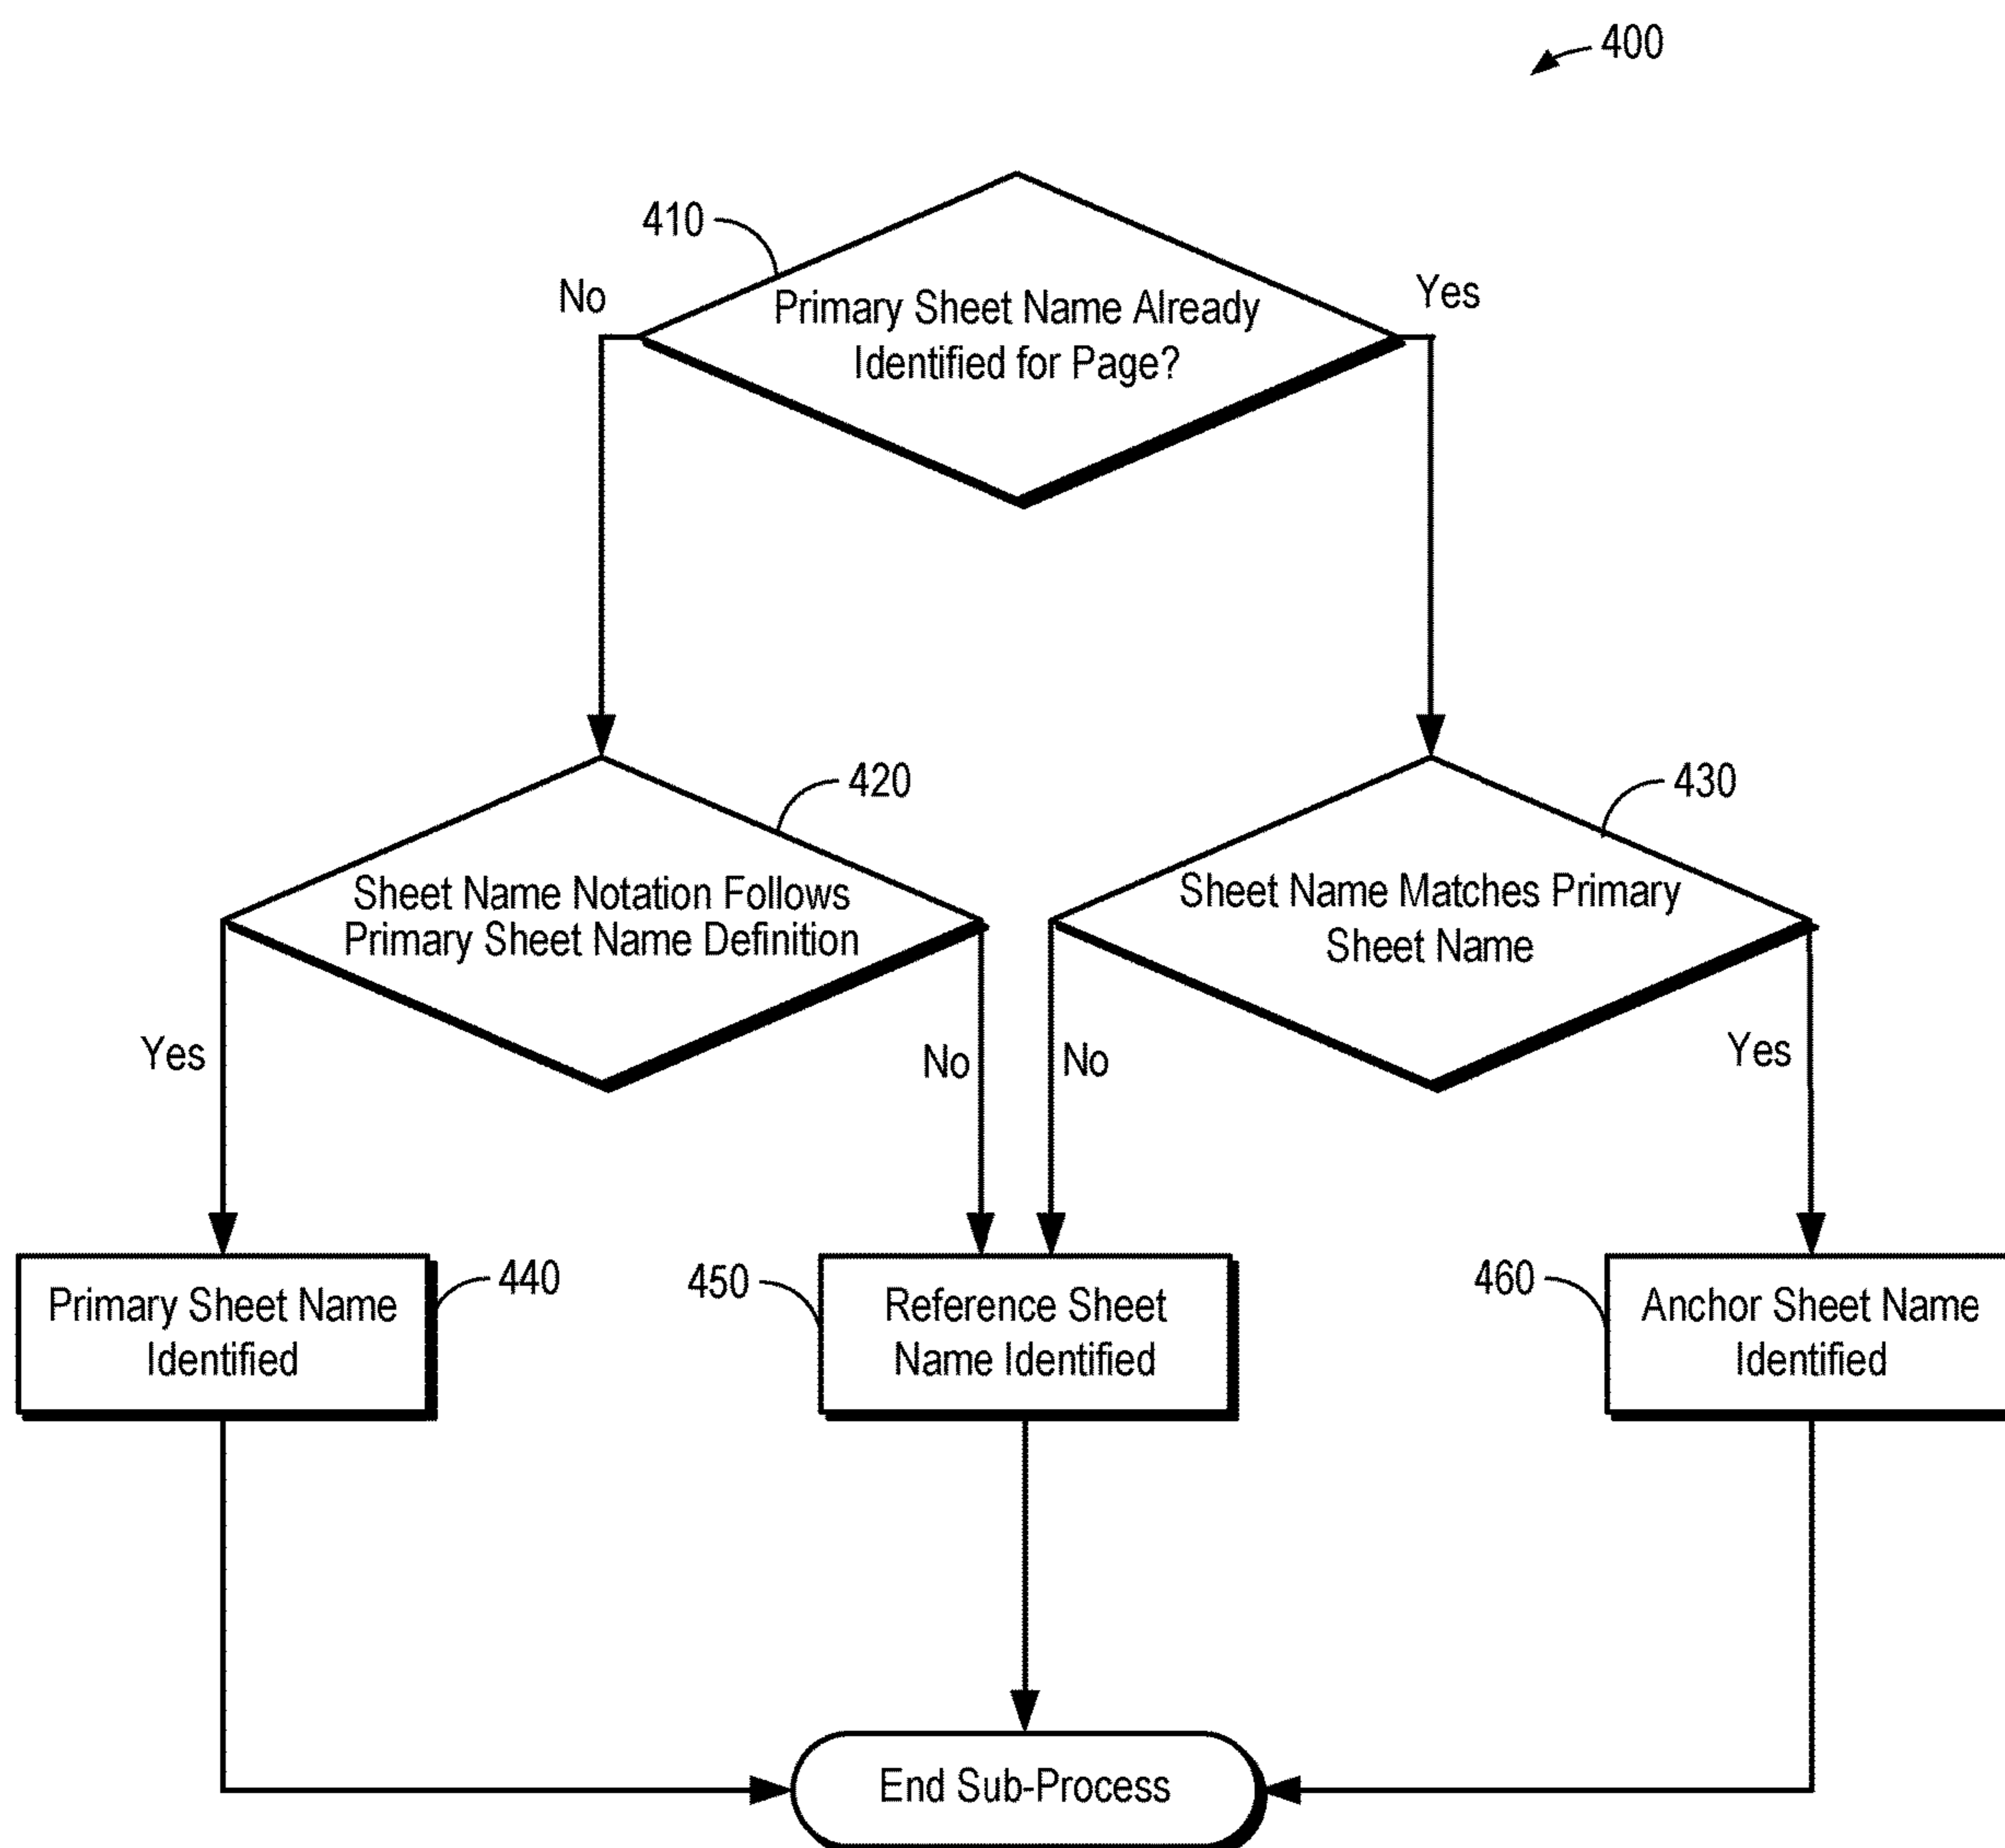 400
410
No
Yes
Primary Sheet Name Already
Identified for Page?
420
430
Sheet Name Notation Follows
Primary Sheet Name Definition
Sheet Name Matches Primary
Sheet Name
Yes
No
No
Yes
440
450
460
Primary Sheet Name
Identified
Reference Sheet
Name Identified
Anchor Sheet Name
Identified
End Sub-Process